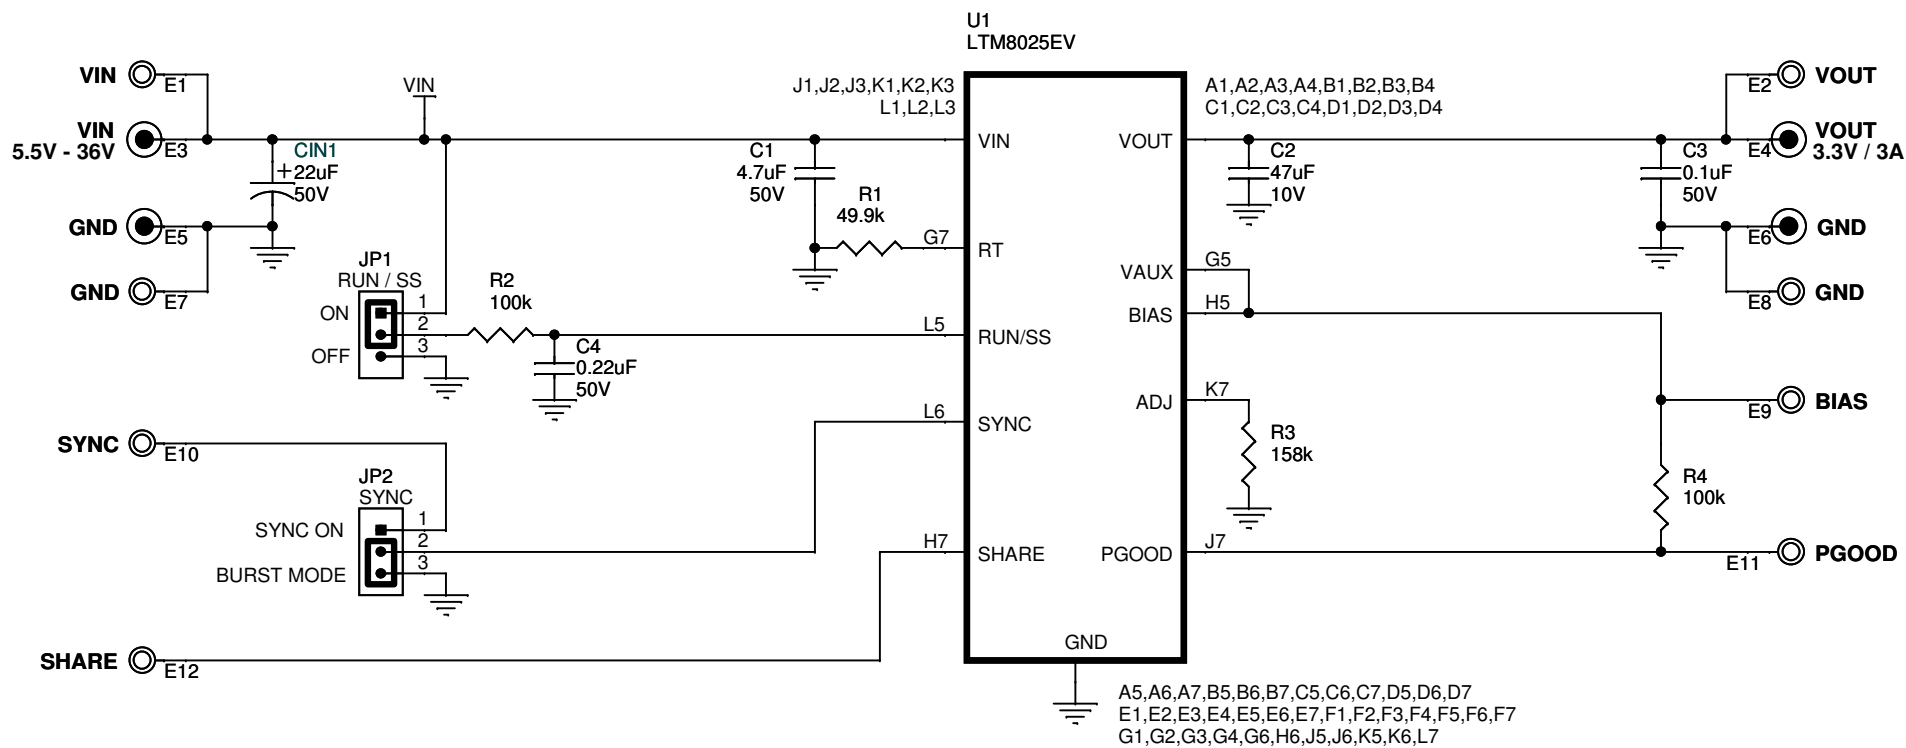 U1
LTM8025EV
VIN
E1
VIN
5.5V - 36V
E3
VIN
CIN1
+
22uF
50V
GND
E5
GND
E7
J1,J2,J3,K1,K2,K3
L1,L2,L3
VIN
C1
4.7uF
50V
R1
49.9k
G7
RT
JP1
RUN / SS
ON
OFF
1
2
3
R2
100k
C4
0.22uF
50V
L5
RUN/SS
L6
SYNC
SYNC
E10
JP2
SYNC
SYNC ON
BURST MODE
1
2
3
H7
SHARE
SHARE
E12
A1,A2,A3,A4,B1,B2,B3,B4
C1,C2,C3,C4,D1,D2,D3,D4
VOUT
C2
47uF
10V
C3
0.1uF
50V
E2
VOUT
E4
VOUT
3.3V / 3A
E6
GND
E8
GND
VAUX
G5
BIAS
H5
E9
BIAS
ADJ
K7
R3
158k
R4
100k
PGOOD
J7
E11
PGOOD
GND
A5,A6,A7,B5,B6,B7,C5,C6,C7,D5,D6,D7
E1,E2,E3,E4,E5,E6,E7,F1,F2,F3,F4,F5,F6,F7
G1,G2,G3,G4,G6,H6,J5,J6,K5,K6,L7